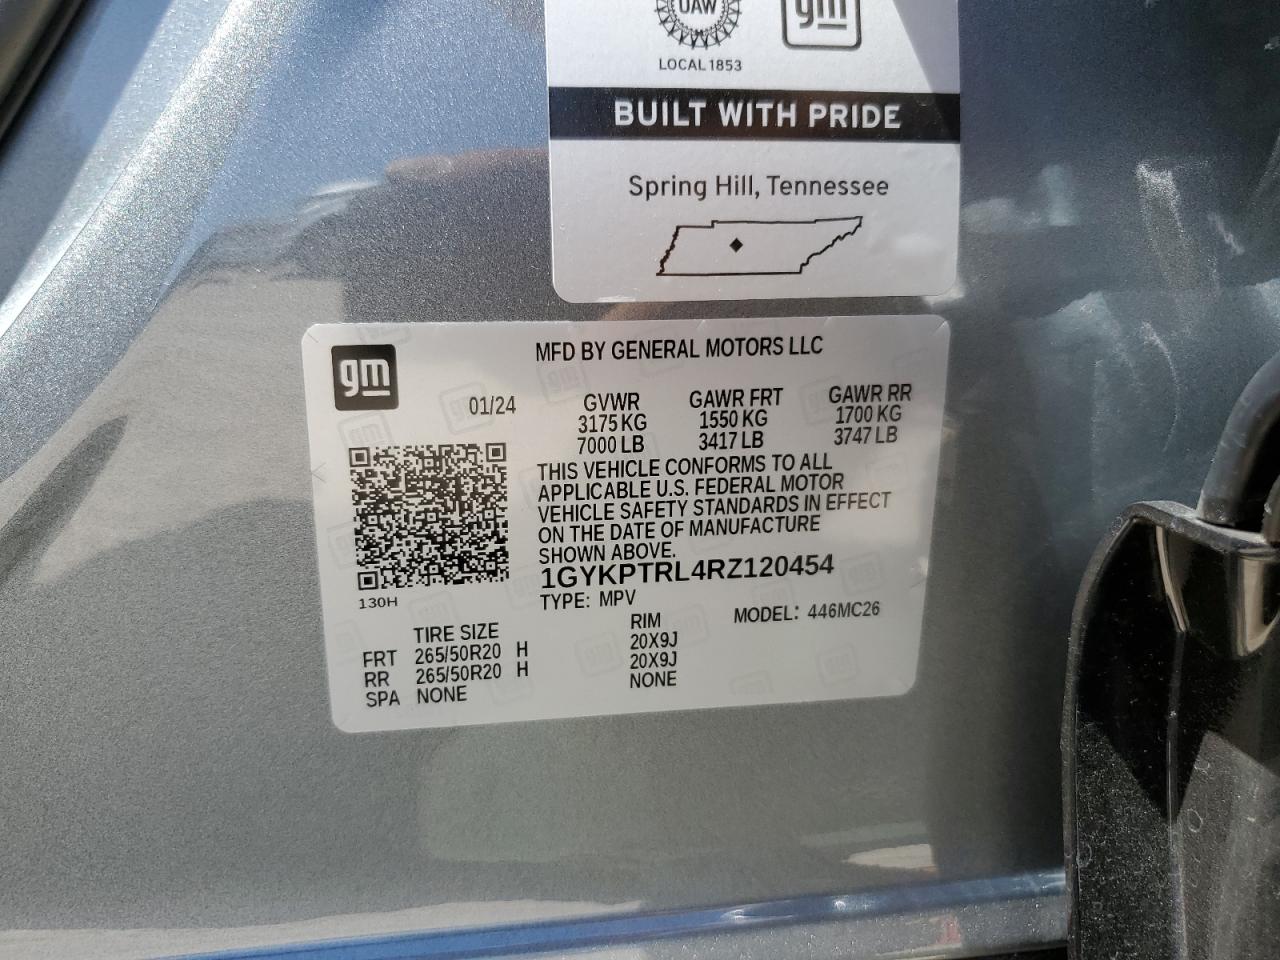 UAW
gm
LOCAL 1853
BUILT WITH PRIDE
Spring Hill, Tennessee
gm
MFD BY GENERAL MOTORS LLC
01/24
GVWR GAWR FRT GAWR RR
3175 KG 1550 KG 1700 KG
7000 LB 3417 LB 3747 LB
THIS VEHICLE CONFORMS TO ALL
APPLICABLE U.S. FEDERAL MOTOR
VEHICLE SAFETY STANDARDS IN EFFECT
ON THE DATE OF MANUFACTURE
SHOWN ABOVE.
1GYKPTRL4RZ120454
130H
TYPE: MPV MODEL: 446MC26
TIRE SIZE RIM
FRT 265/50R20 H 20X9J
RR 265/50R20 H 20X9J
SPA NONE NONE